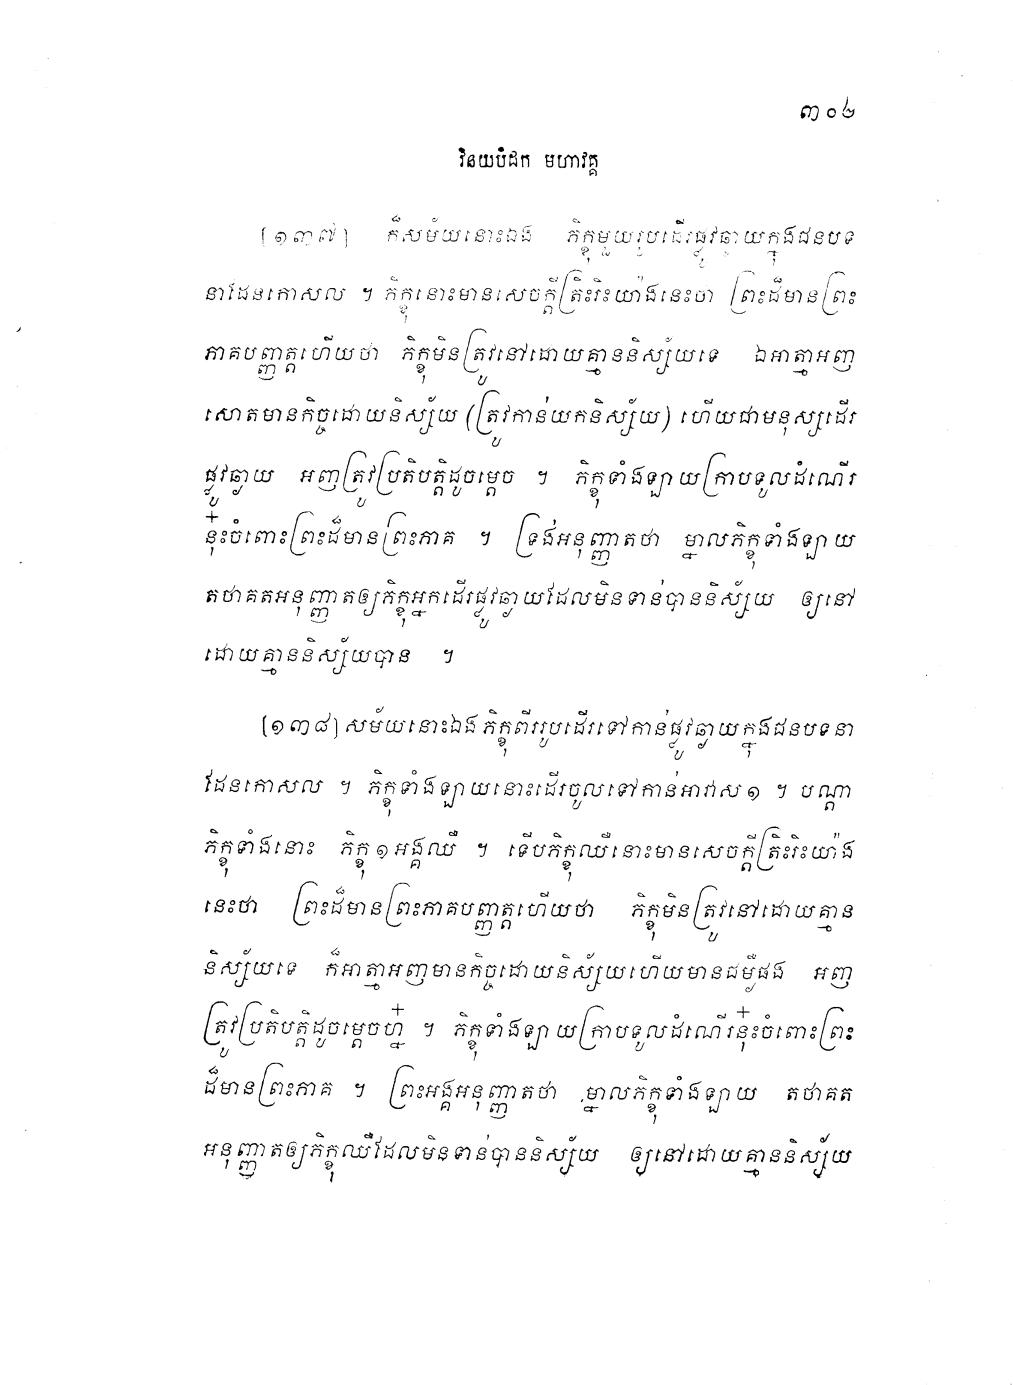 ៣០៤
វិនយបិដក មហាវគ្គ
[១៣៧] ក៏សម័យនោះឯង ភិក្ខុមួយរូបដើរផ្លូវឆ្ងាយក្នុងជនបទ
នាដែនកោសល ។ ភិក្ខុនោះមានសេចក្តីត្រិះរិះយ៉ាងនេះថា ព្រះដ៏មានព្រះ
ភាគបញ្ញត្តហើយថា ភិក្ខុមិនត្រូវនៅដោយគ្មាននិស្ស័យទេ ឯអាត្មាអញ
សោតមានកិច្ចដោយនិស្ស័យ (ត្រូវកាន់យកនិស្ស័យ) ហើយជាមនុស្សដើរ
ផ្លូវឆ្ងាយ អញត្រូវប្រតិបត្តិដូចម្តេច ។ ភិក្ខុទាំងឡាយក្រាបទូលដំណើរ
នុ៎ះចំពោះព្រះដ៏មានព្រះភាគ ។ ទ្រង់អនុញ្ញាតថា ម្នាលភិក្ខុទាំងឡាយ
តថាគតអនុញ្ញាតឲ្យភិក្ខុអ្នកដើរផ្លូវឆ្ងាយដែលមិនទាន់បាននិស្ស័យ ឲ្យនៅ
ដោយគ្មាននិស្ស័យបាន ។
[១៣៨] សម័យនោះឯង ភិក្ខុពីររូបដើរទៅកាន់ផ្លូវឆ្ងាយក្នុងជនបទនា
ដែនកោសល ។ ភិក្ខុទាំងឡាយនោះដើរចូលទៅកាន់អាវាស ១ ។ បណ្តា
ភិក្ខុទាំងនោះ ភិក្ខុ ១ អង្គឈឺ ។ ទើបភិក្ខុឈឺនោះមានសេចក្តីត្រិះរិះយ៉ាង
នេះថា ព្រះដ៏មានព្រះភាគបញ្ញត្តហើយថា ភិក្ខុមិនត្រូវនៅដោយគ្មាន
និស្ស័យទេ ក៏អាត្មាអញមានកិច្ចដោយនិស្ស័យហើយមានជម្ងឺផង អញ
ត្រូវប្រតិបត្តិដូចម្តេចហ្ន៎ ។ ភិក្ខុទាំងឡាយក្រាបទូលដំណើរនុ៎ះចំពោះព្រះ
ដ៏មានព្រះភាគ ។ ព្រះអង្គអនុញ្ញាតថា ម្នាលភិក្ខុទាំងឡាយ តថាគត
អនុញ្ញាតឲ្យភិក្ខុឈឺដែលមិនទាន់បាននិស្ស័យ ឲ្យនៅដោយគ្មាននិស្ស័យ